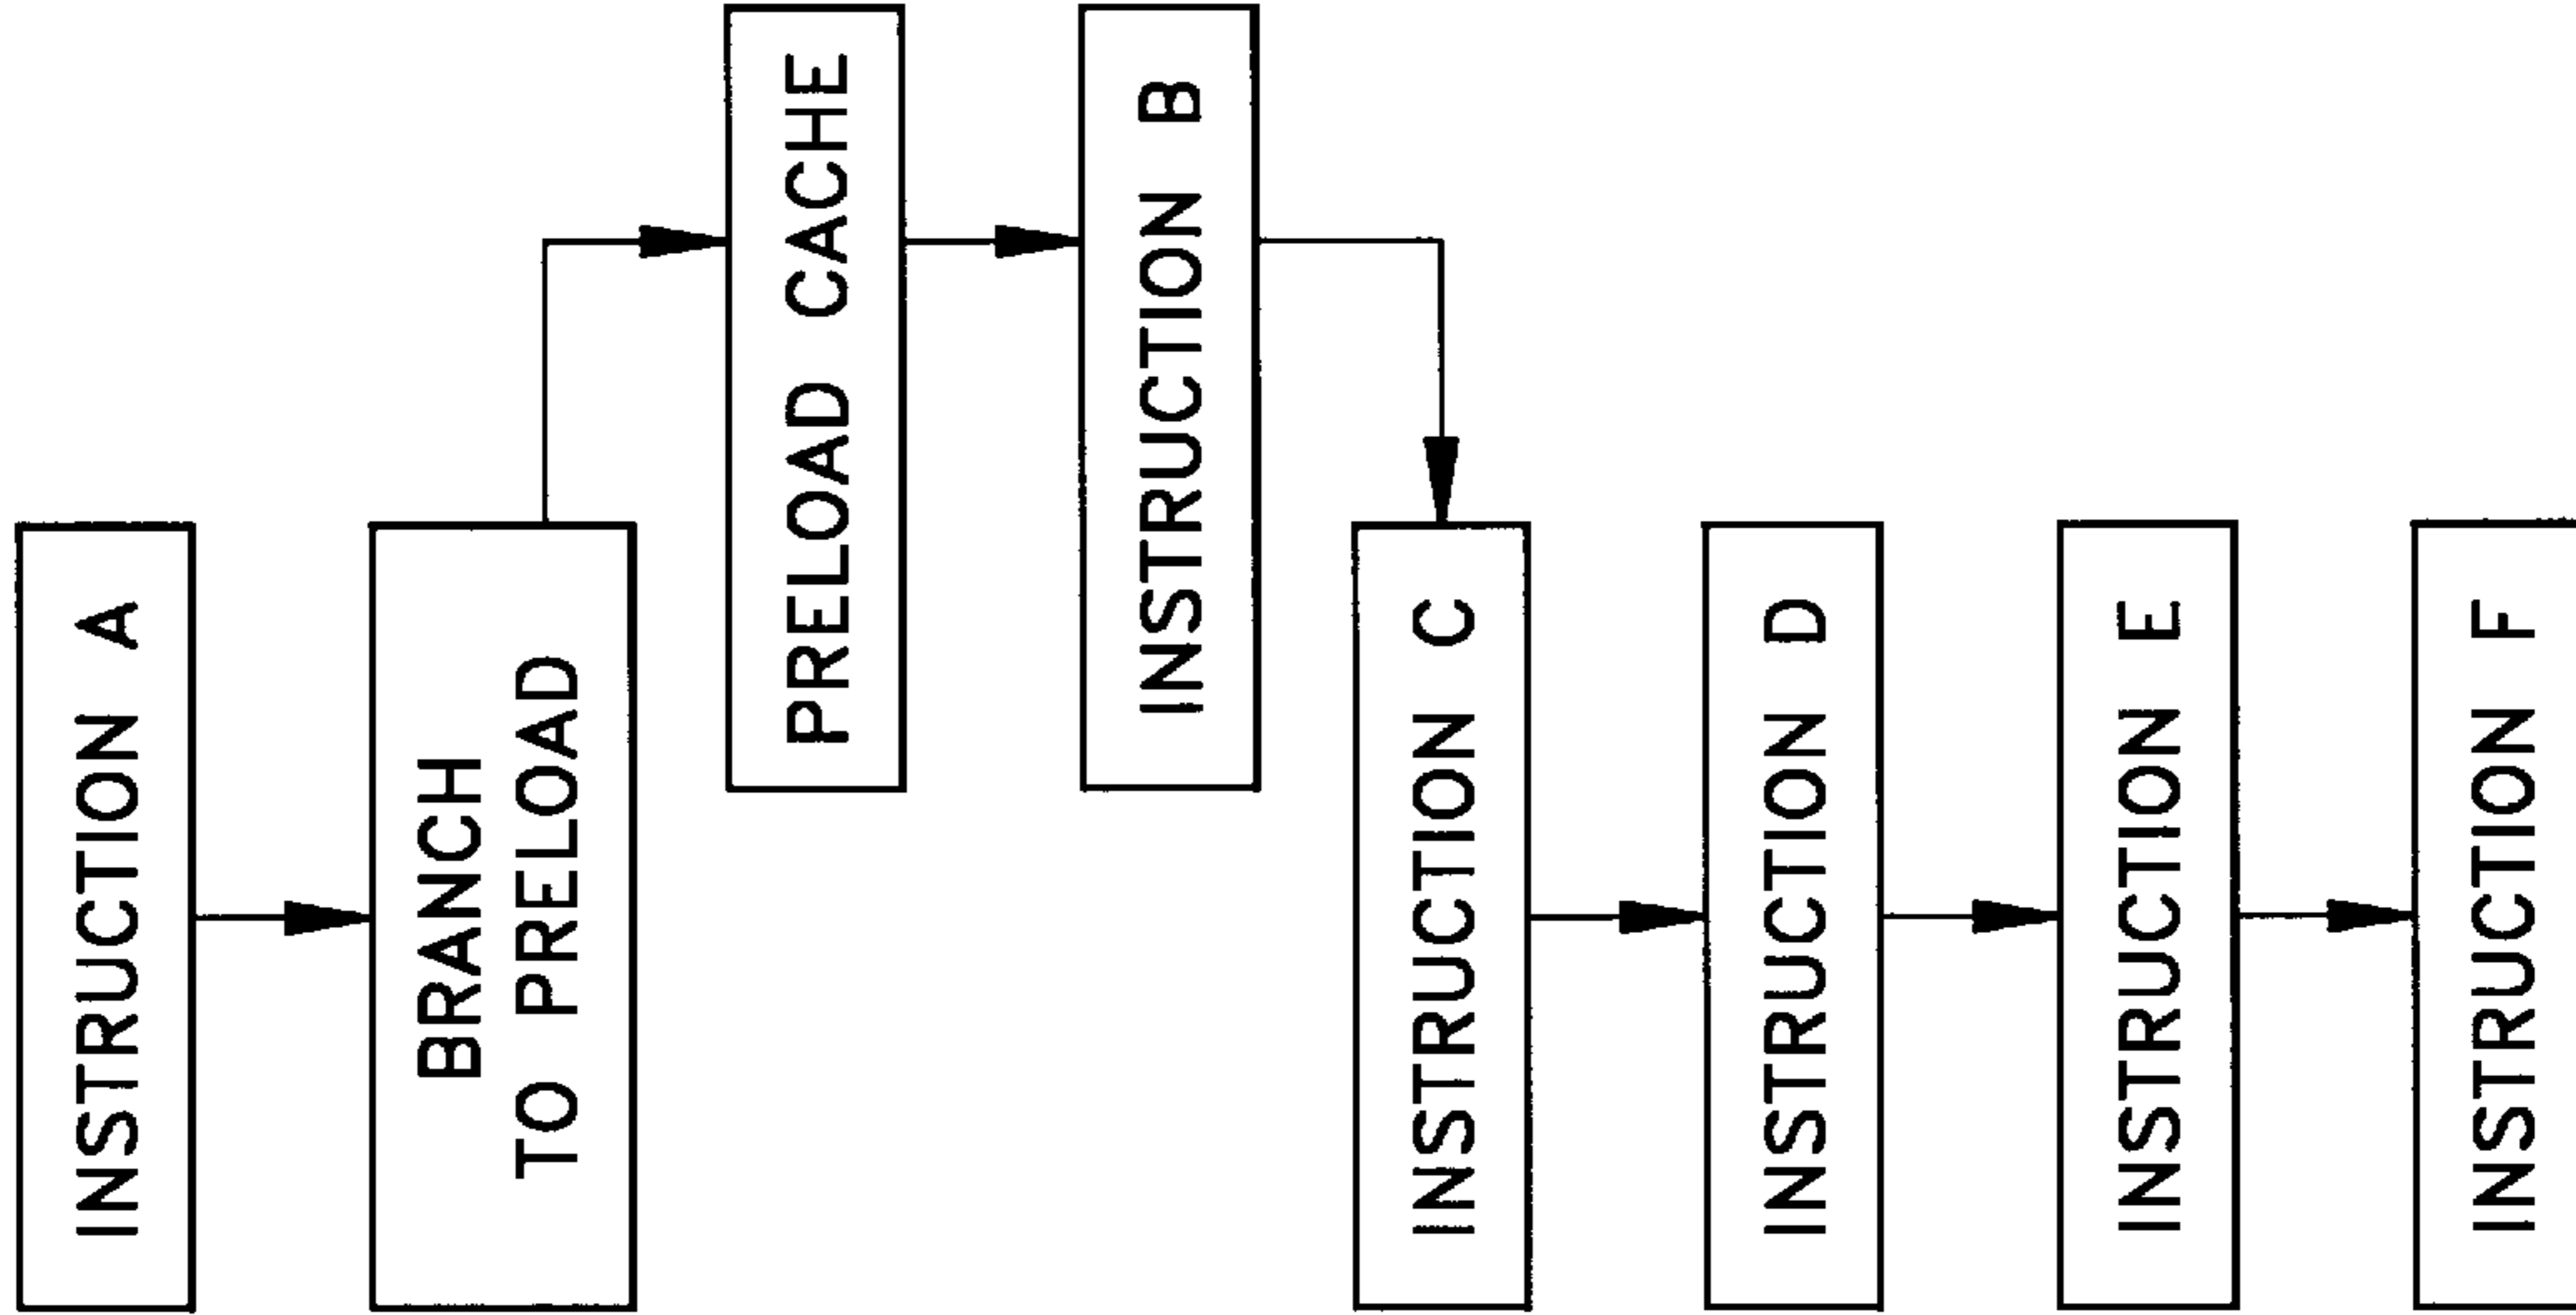 INSTRUCTION A
BRANCH
TO PRELOAD
PRELOAD CACHE
INSTRUCTION B
INSTRUCTION C
INSTRUCTION D
INSTRUCTION E
INSTRUCTION F